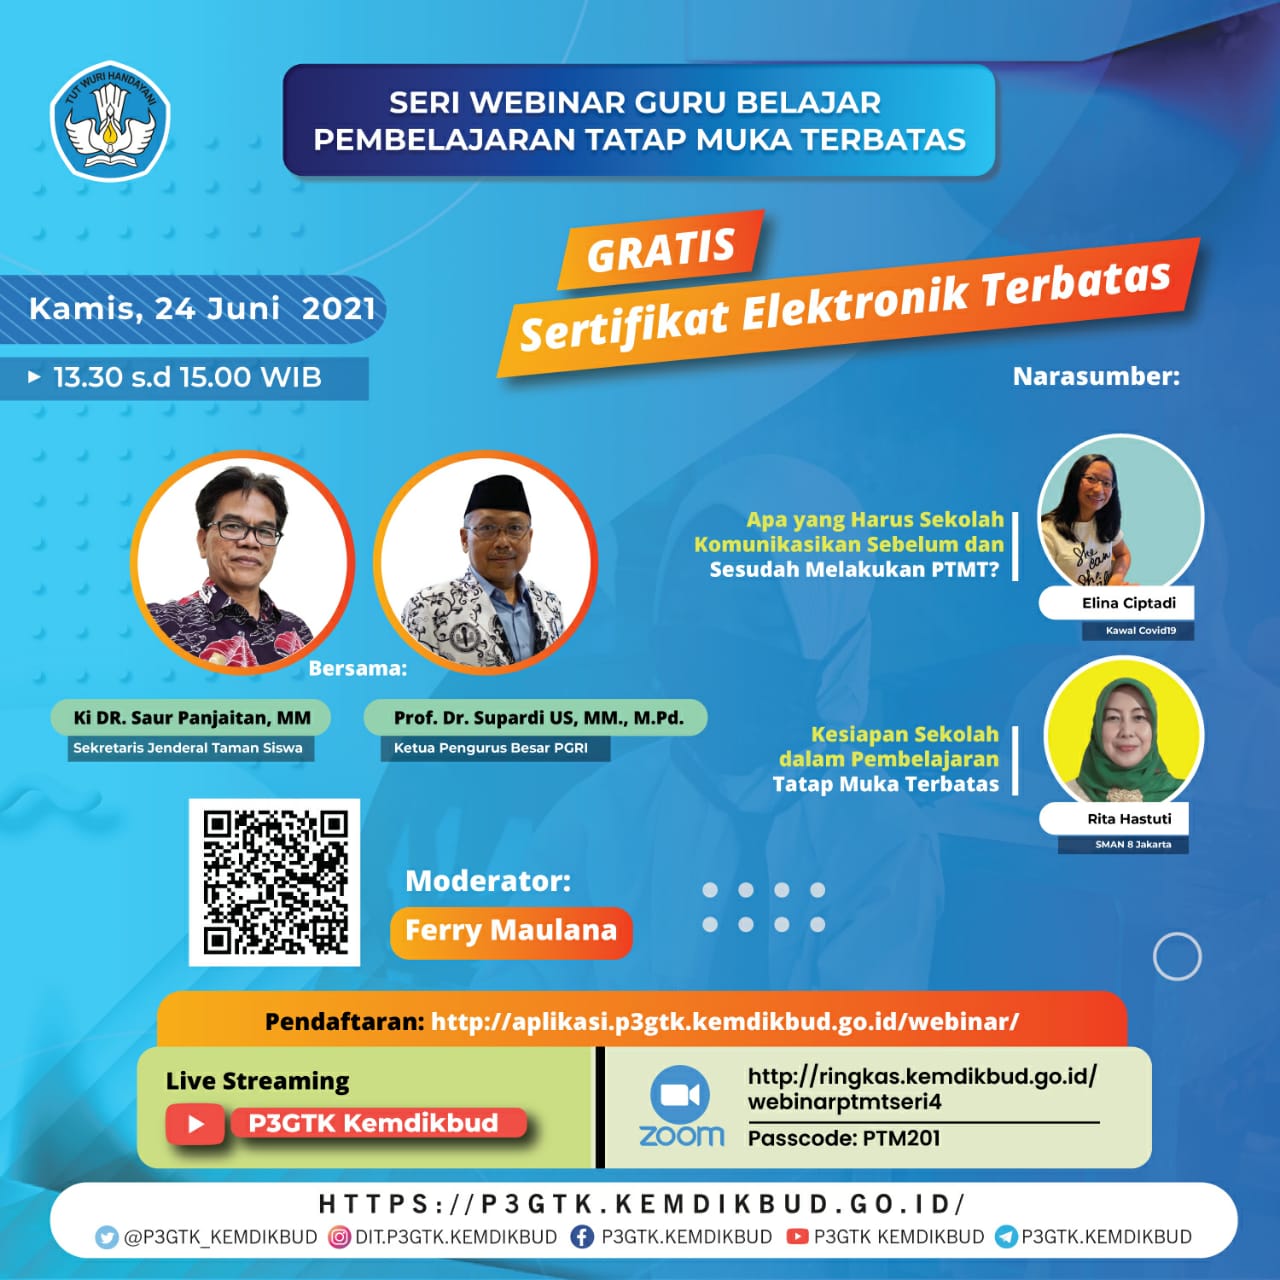 TUT WURI HANDAYANI
SERI WEBINAR GURU BELAJAR
PEMBELAJARAN TATAP MUKA TERBATAS
GRATIS
Sertifikat Elektronik Terbatas
Kamis, 24 Juni 2021
13.30 s.d 15.00 WIB
Narasumber:
Apa yang Harus Sekolah
Komunikasikan Sebelum dan
Sesudah Melakukan PTMT?
She
can
Elina Ciptadi
Kawal Covid19
Bersama:
Ki DR. Saur Panjaitan, MM
Sekretaris Jenderal Taman Siswa
Prof. Dr. Supardi US, MM., M.Pd.
Ketua Pengurus Besar PGRI
Kesiapan Sekolah
dalam Pembelajaran
Tatap Muka Terbatas
Rita Hastuti
SMAN 8 Jakarta
Moderator:
Ferry Maulana
Pendaftaran: http://aplikasi.p3gtk.kemdikbud.go.id/webinar/
Live Streaming
P3GTK Kemdikbud
zoom
http://ringkas.kemdikbud.go.id/
webinarptmtseri4
Passcode: PTM201
HTTPS://P3GTK.KEMDIKBUD.GO.ID/
@P3GTK_KEMDIKBUD DIT.P3GTK.KEMDIKBUD P3GTK.KEMDIKBUD P3GTK KEMDIKBUD P3GTK.KEMDIKBUD